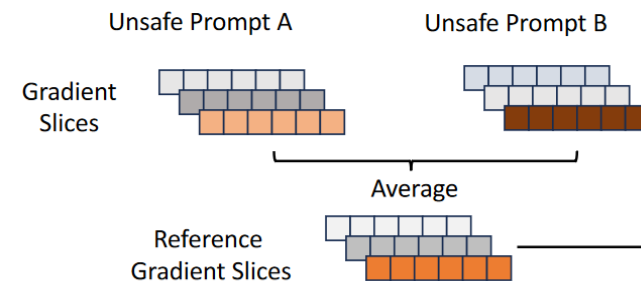 Unsafe Prompt A
Unsafe Prompt B
Gradient
Slices
Average
Reference
Gradient Slices